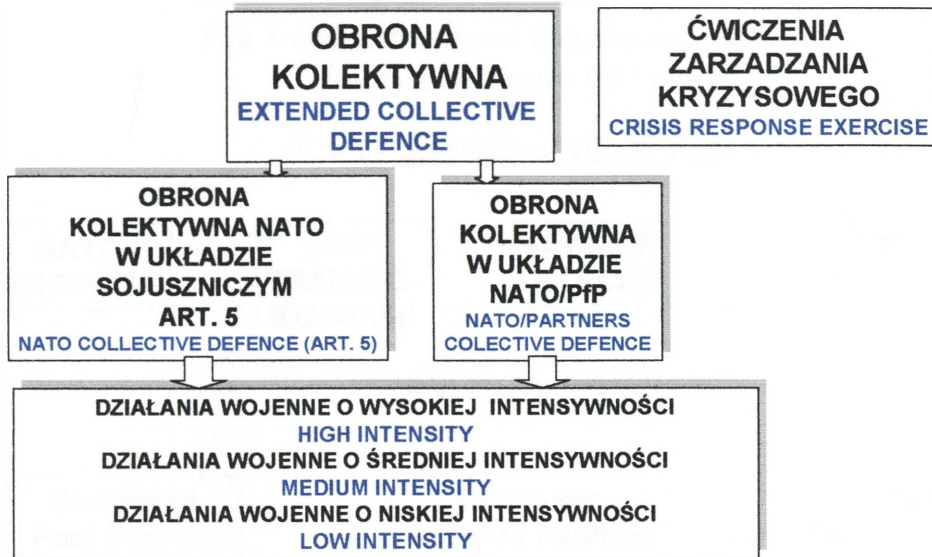 OBRONA
KOLEKTYWNA
EXTENDED COLLECTIVE
DEFENCE
ĆWICZENIA
ZARZADZANIA
KRYZYSOWEGO
CRISIS RESPONSE EXERCISE
OBRONA
KOLEKTYWNA NATO
W UKŁADZIE
SOJUSZNICZYM
ART. 5
NATO COLLECTIVE DEFENCE (ART. 5)
OBRONA
KOLEKTYWNA
W UKŁADZIE
NATO/PfP
NATO/PARTNERS
COLECTIVE DEFENCE
DZIAŁANIA WOJENNE O WYSOKIEJ INTENSYWNOŚCI
HIGH INTENSITY
DZIAŁANIA WOJENNE O ŚREDNIEJ INTENSYWNOŚCI
MEDIUM INTENSITY
DZIAŁANIA WOJENNE O NISKIEJ INTENSYWNOŚCI
LOW INTENSITY